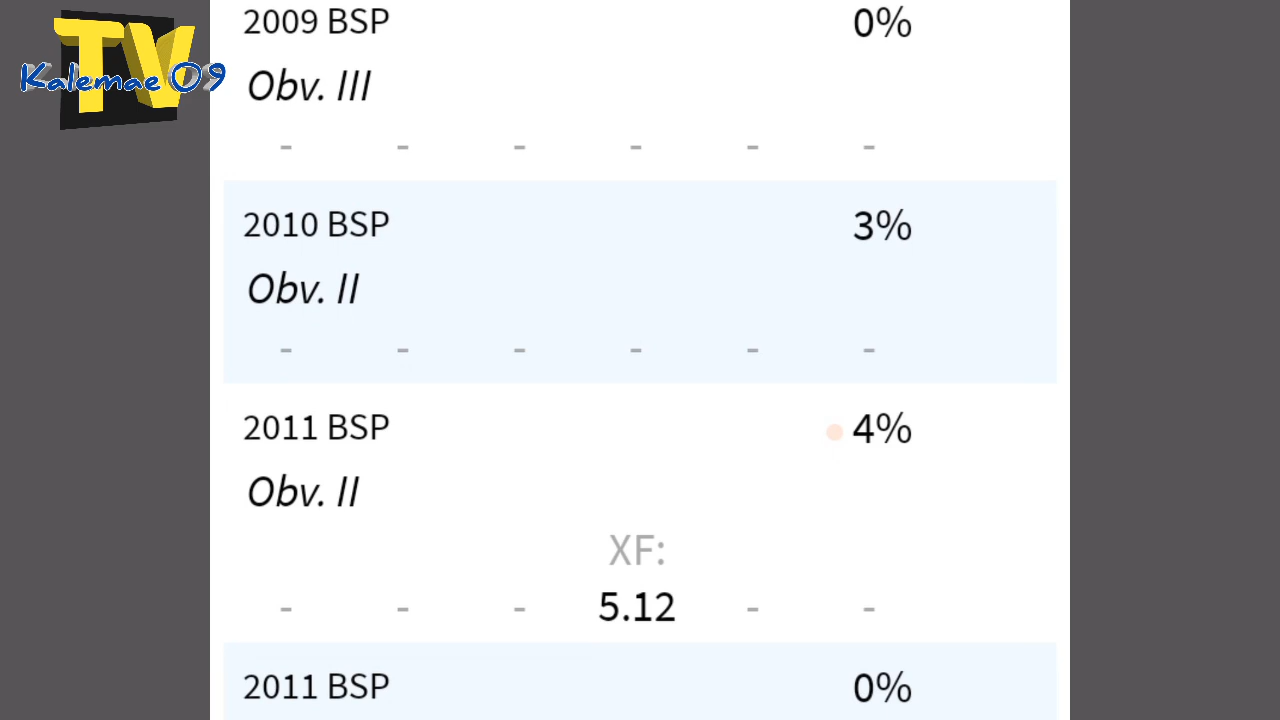 TV
Kalemae 09
2009 BSP 0%
Obv. III
- - - - - -
2010 BSP 3%
Obv. II
- - - - - -
2011 BSP 4%
Obv. II
XF:
- - - 5.12 - -
2011 BSP 0%